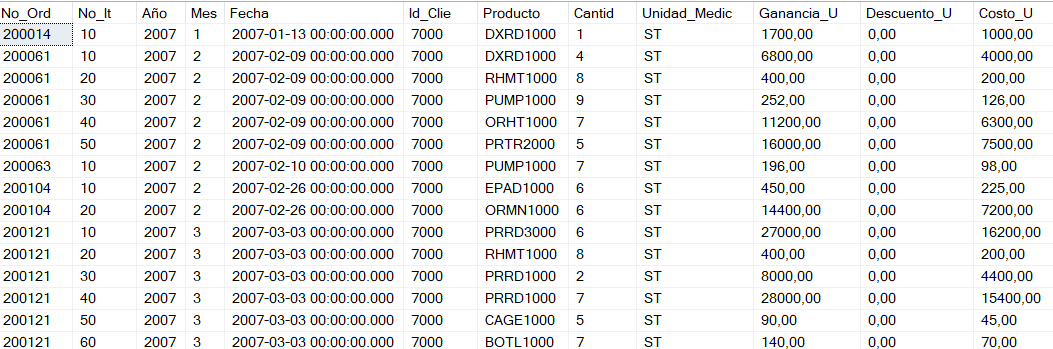 No_Ord No_It Año Mes Fecha Id_Clie Producto Cantid Unidad_Medic Ganancia_U Descuento_U Costo_U
200014 10 2007 1 2007-01-13 00:00:00.000 7000 DXRD1000 1 ST 1700,00 0,00 1000,00
200061 10 2007 2 2007-02-09 00:00:00.000 7000 DXRD1000 4 ST 6800,00 0,00 4000,00
200061 20 2007 2 2007-02-09 00:00:00.000 7000 RHMT1000 8 ST 400,00 0,00 200,00
200061 30 2007 2 2007-02-09 00:00:00.000 7000 PUMP1000 9 ST 252,00 0,00 126,00
200061 40 2007 2 2007-02-09 00:00:00.000 7000 ORHT1000 7 ST 11200,00 0,00 6300,00
200061 50 2007 2 2007-02-09 00:00:00.000 7000 PRTR2000 5 ST 16000,00 0,00 7500,00
200063 10 2007 2 2007-02-10 00:00:00.000 7000 PUMP1000 7 ST 196,00 0,00 98,00
200104 10 2007 2 2007-02-26 00:00:00.000 7000 EPAD1000 6 ST 450,00 0,00 225,00
200104 20 2007 2 2007-02-26 00:00:00.000 7000 ORMN1000 6 ST 14400,00 0,00 7200,00
200121 10 2007 3 2007-03-03 00:00:00.000 7000 PRRD3000 6 ST 27000,00 0,00 16200,00
200121 20 2007 3 2007-03-03 00:00:00.000 7000 RHMT1000 8 ST 400,00 0,00 200,00
200121 30 2007 3 2007-03-03 00:00:00.000 7000 PRRD1000 2 ST 8000,00 0,00 4400,00
200121 40 2007 3 2007-03-03 00:00:00.000 7000 PRRD1000 7 ST 28000,00 0,00 15400,00
200121 50 2007 3 2007-03-03 00:00:00.000 7000 CAGE1000 5 ST 90,00 0,00 45,00
200121 60 2007 3 2007-03-03 00:00:00.000 7000 BOTL1000 7 ST 140,00 0,00 70,00